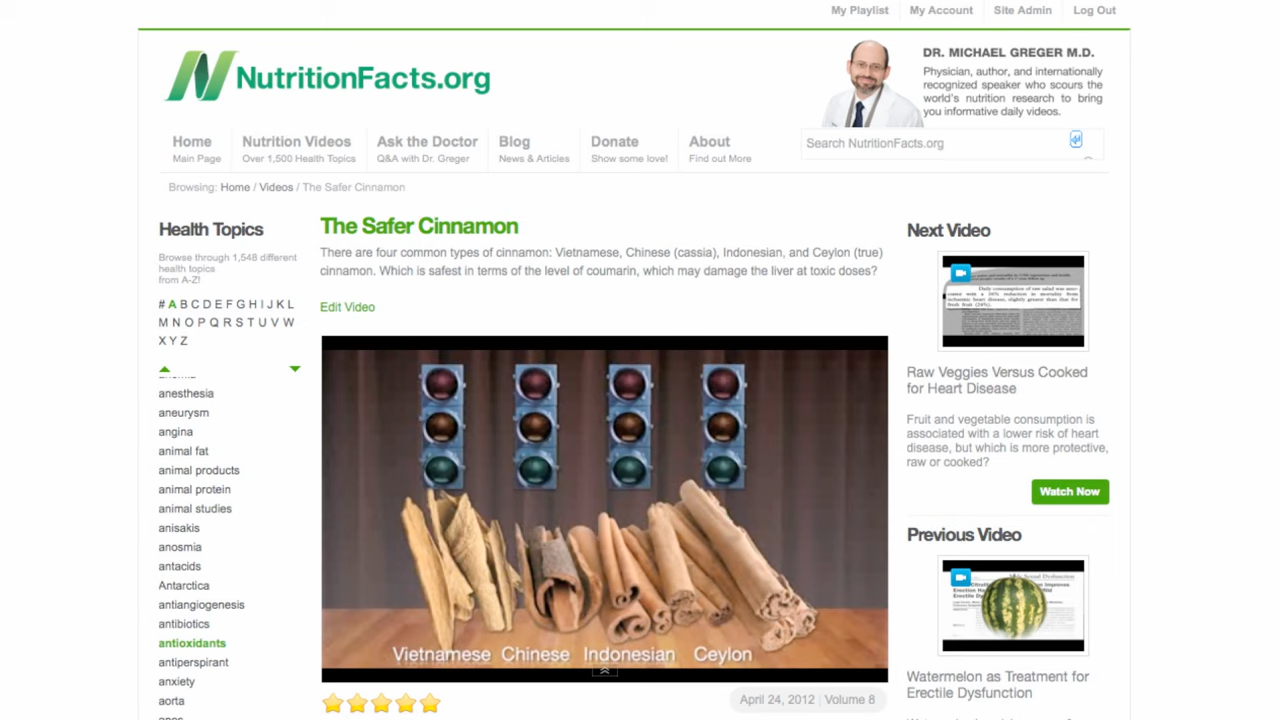 My Playlist
My Account
Site Admin
Log Out
NutritionFacts.org
DR. MICHAEL GREGER M.D.
Physician, author, and internationally
recognized speaker who scours the
world's nutrition research to bring
you informative daily videos.
Home
Main Page
Nutrition Videos
Over 1,500 Health Topics
Ask the Doctor
Q&A with Dr. Greger
Blog
News & Articles
Donate
Show some love!
About
Find out More
Search NutritionFacts.org
Browsing: Home / Videos / The Safer Cinnamon
Health Topics
Browse through 1,548 different
health topics
from A-Z!
# A B C D E F G H I J K L
M N O P Q R S T U V W
X Y Z
anesthesia
aneurysm
angina
animal fat
animal products
animal protein
animal studies
anisakis
anosmia
antacids
Antarctica
antiangiogenesis
antibiotics
antioxidants
antiperspirant
anxiety
aorta
The Safer Cinnamon
There are four common types of cinnamon: Vietnamese, Chinese (cassia), Indonesian, and Ceylon (true)
cinnamon. Which is safest in terms of the level of coumarin, which may damage the liver at toxic doses?
Edit Video
Vietnamese Chinese Indonesian Ceylon
April 24, 2012 | Volume 8
Next Video
Raw Veggies Versus Cooked
for Heart Disease
Fruit and vegetable consumption is
associated with a lower risk of heart
disease, but which is more protective,
raw or cooked?
Watch Now
Previous Video
Watermelon as Treatment for
Erectile Dysfunction